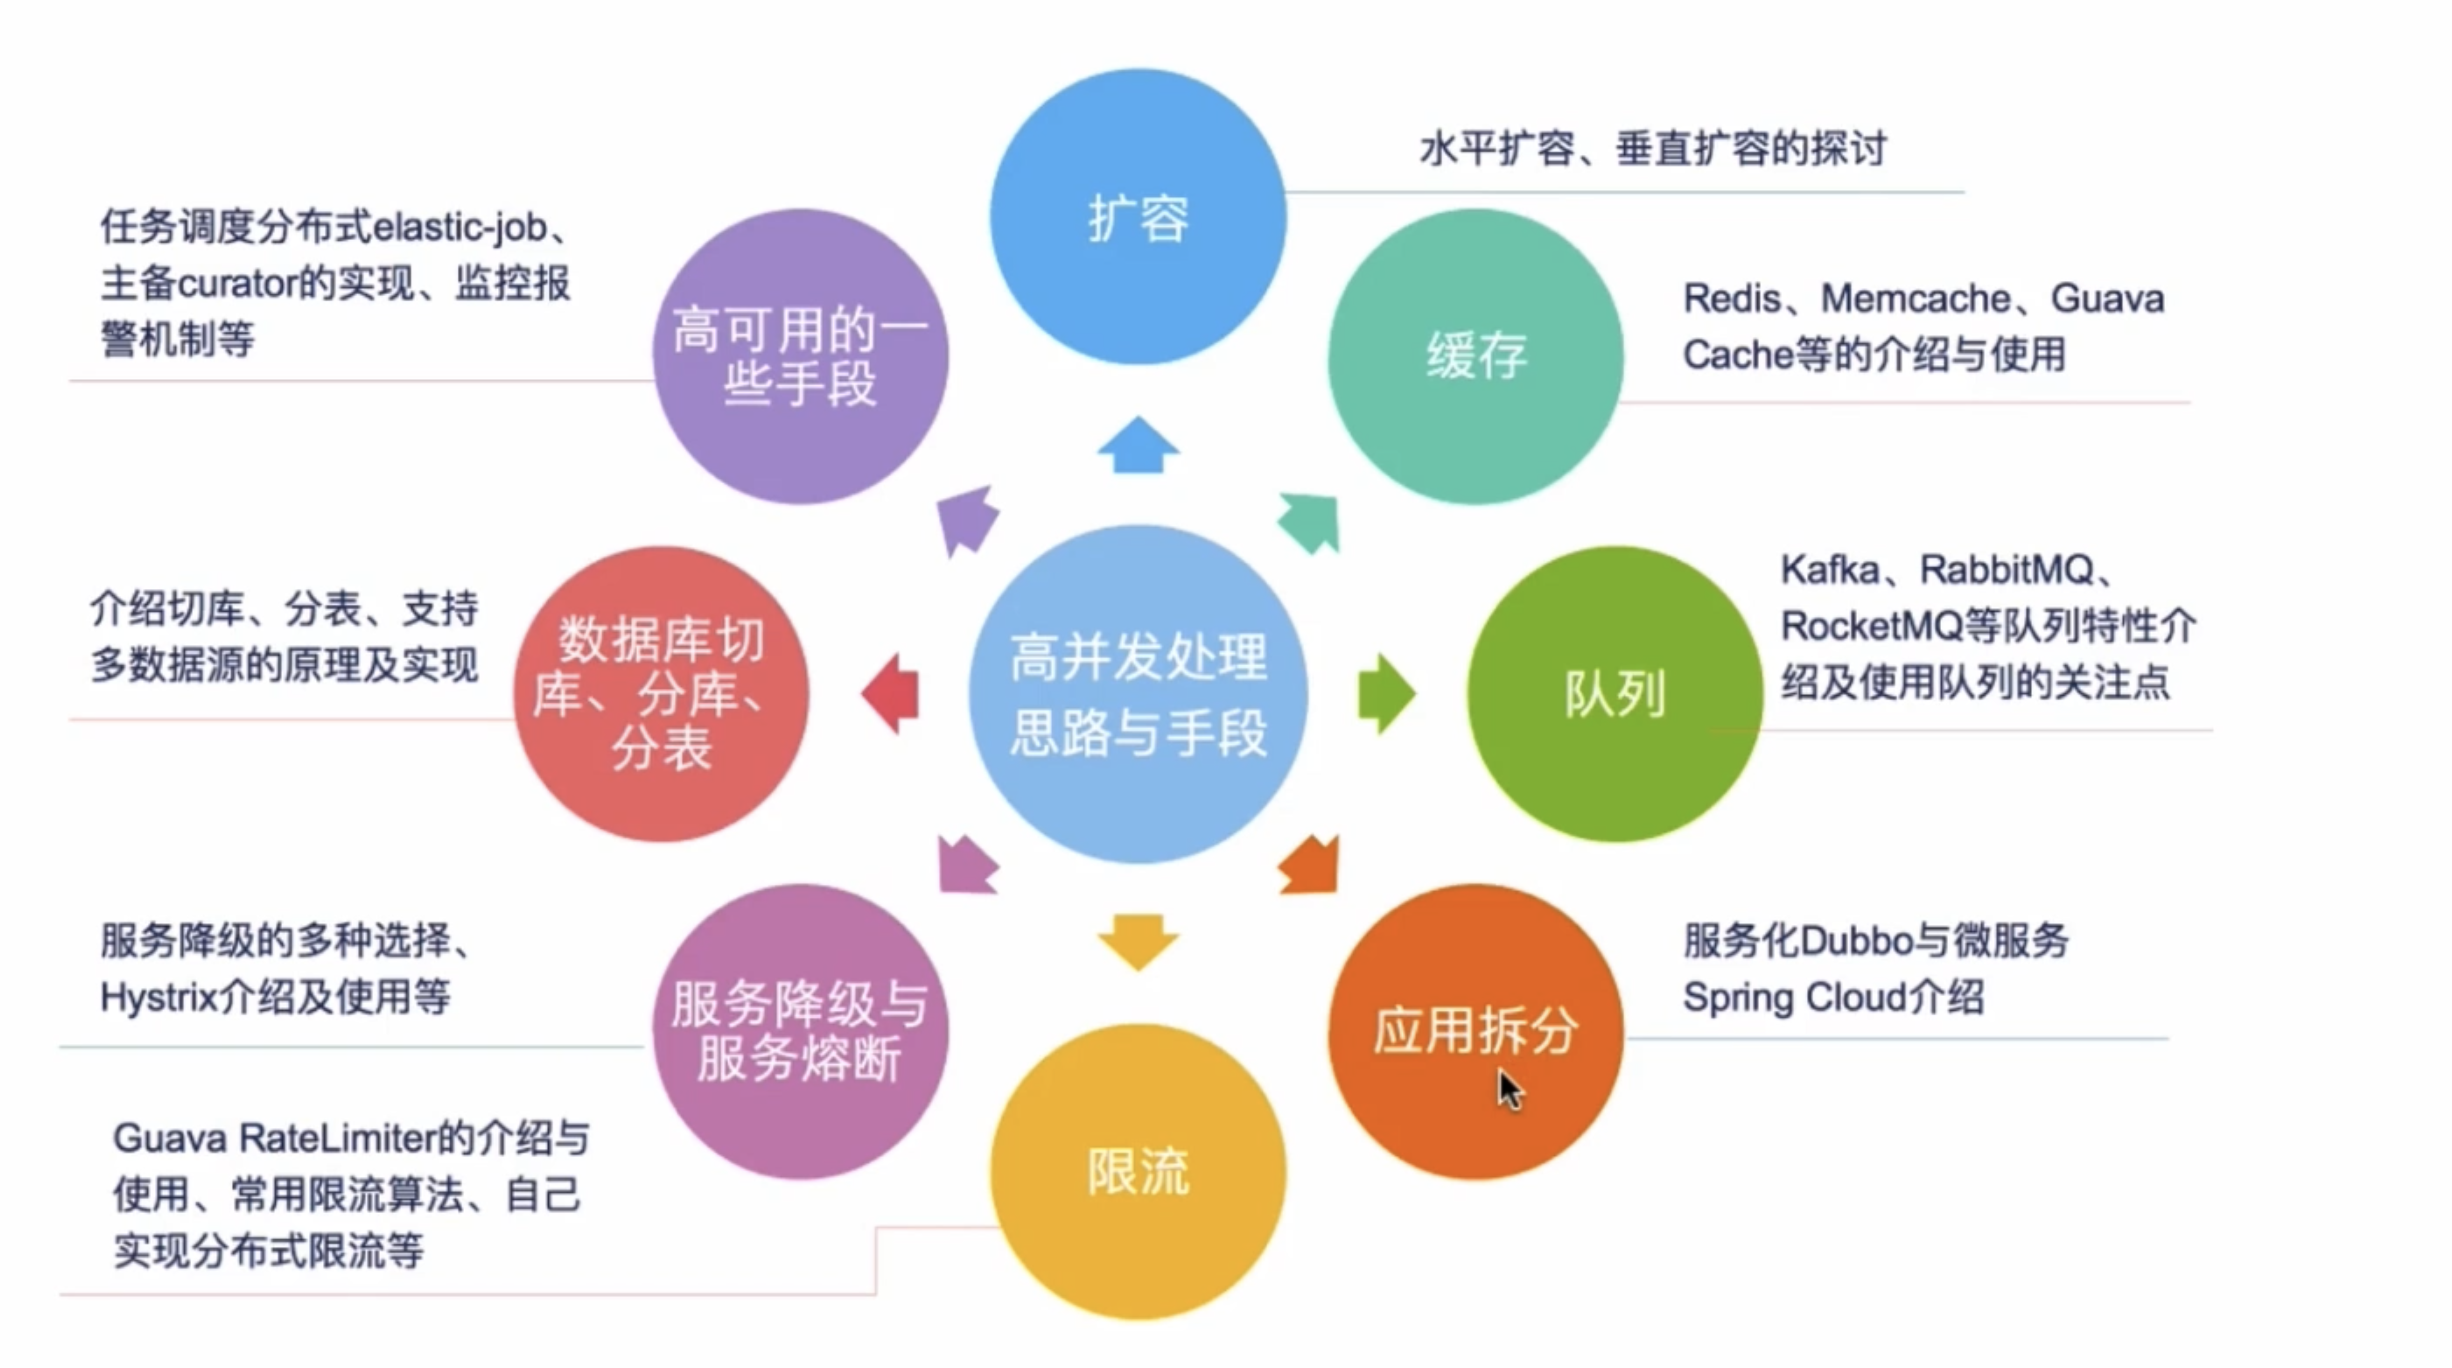 扩容
水平扩容、垂直扩容的探讨
缓存
Redis、Memcache、Guava
Cache等的介绍与使用
队列
Kafka、RabbitMQ、
RocketMQ等队列特性介
绍及使用队列的关注点
应用拆分
服务化Dubbo与微服务
Spring Cloud介绍
限流
Guava RateLimiter的介绍与
使用、常用限流算法、自己
实现分布式限流等
服务降级与
服务熔断
服务降级的多种选择、
Hystrix介绍及使用等
数据库切
库、分库、
分表
介绍切库、分表、支持
多数据源的原理及实现
高可用的一
些手段
任务调度分布式elastic-job、
主备curator的实现、监控报
警机制等
高并发处理
思路与手段